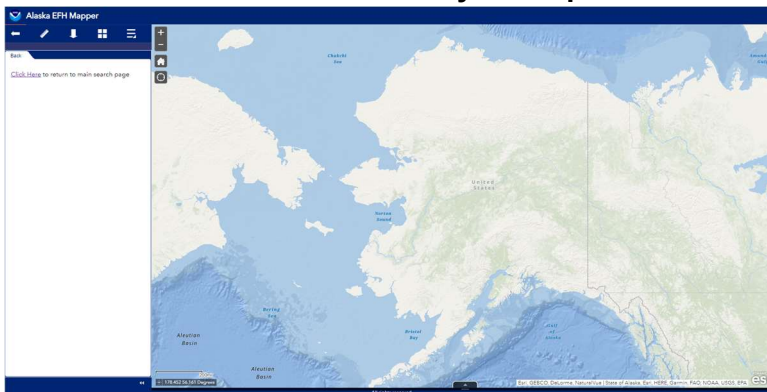 Alaska EFH Mapper
Back
Click Here to return to main search page
+
−
Chukchi
Sea
United
States
Norton
Sound
Bering
Sea
Bristol
Bay
Gulf
of
Alaska
Aleutian
Basin
Aleutian
Basin
Esri, GEBCO, DeLorme, NaturalVue | State of Alaska, Esri, HERE, Garmin, FAO, NOAA, USGS, EPA